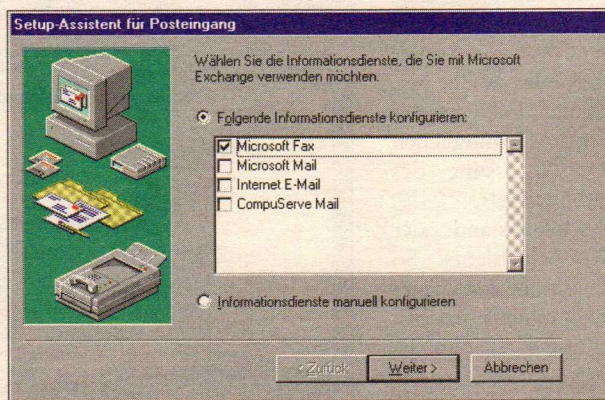 Setup-Assistent für Posteingang
Wählen Sie die Informationsdienste, die Sie mit Microsoft
Exchange verwenden möchten.
Folgende Informationsdienste konfigurieren:
Microsoft Fax
Microsoft Mail
Internet E-Mail
CompuServe Mail
Informationsdienste manuell konfigurieren
< Zurück
Weiter >
Abbrechen